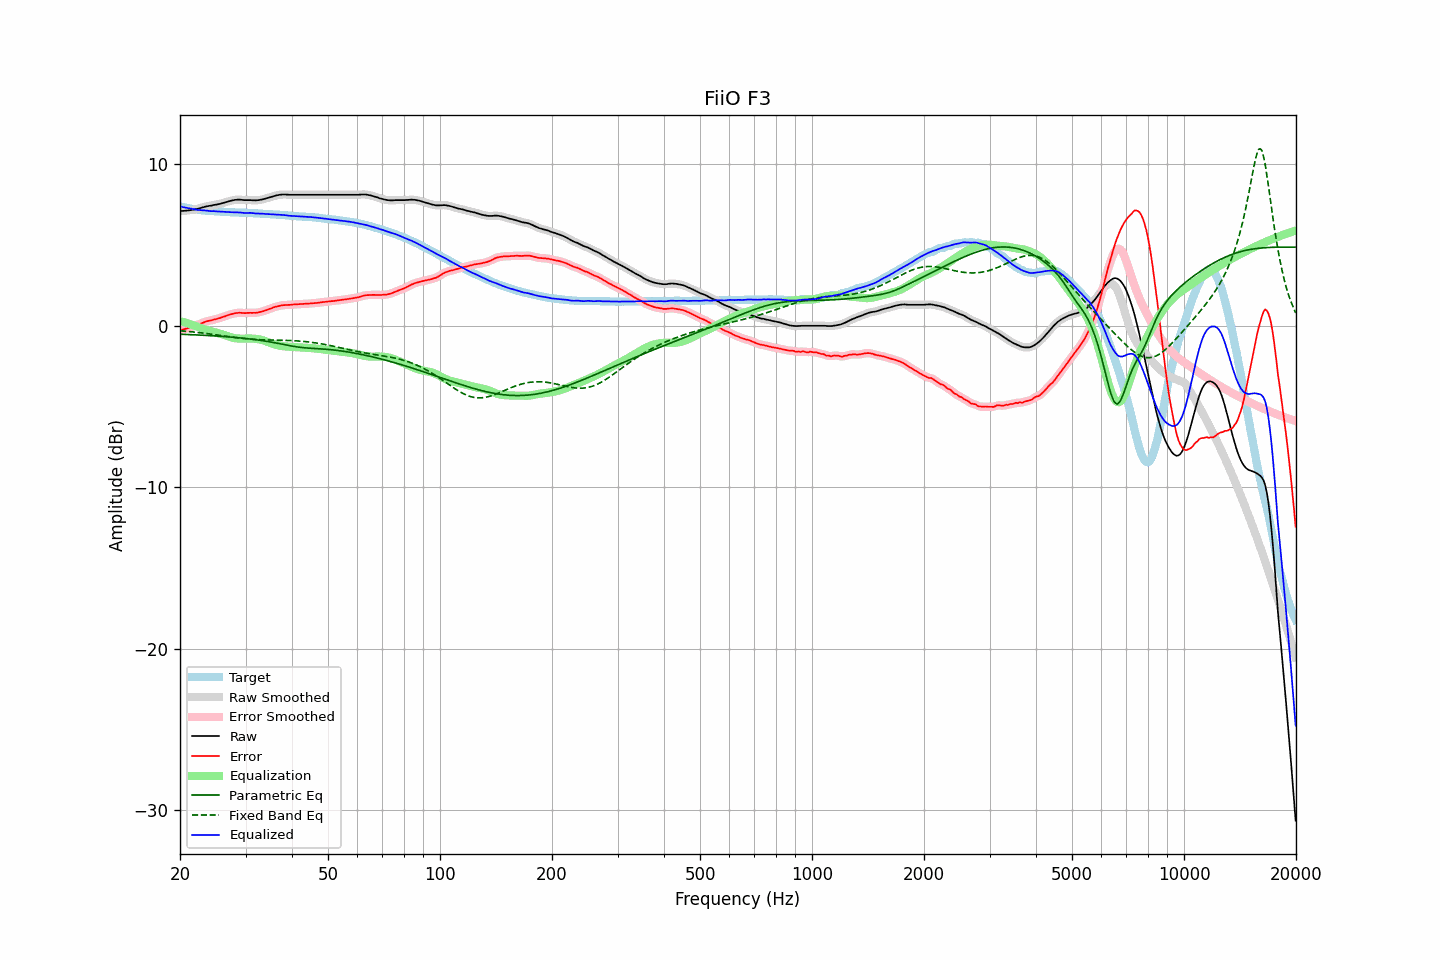 FiiO F3
Amplitude (dBr)
10
0
−10
−20
−30
Target
Raw Smoothed
Error Smoothed
Raw
Error
Equalization
Parametric Eq
Fixed Band Eq
Equalized
20 50 100 200 500 1000 2000 5000 10000 20000
Frequency (Hz)